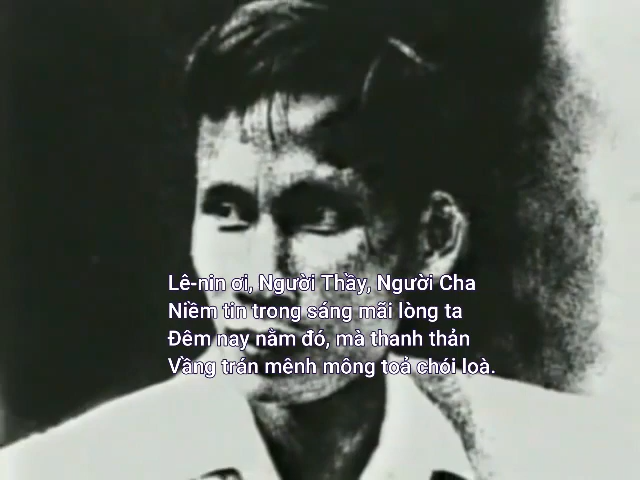 Lê-nin ơi, Người Thầy, Người Cha
Niềm tin trong sáng mãi lòng ta
Đêm nay nằm đó, mà thanh thản
Vầng trán mênh mông toả chói loà.